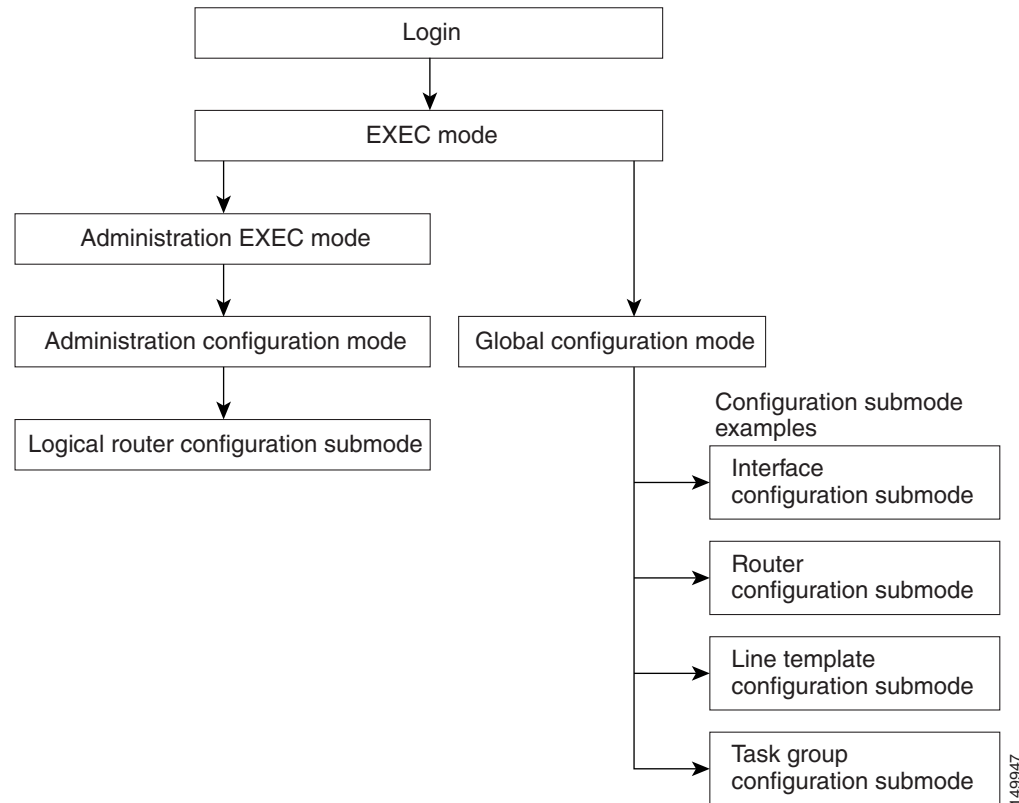 Login
EXEC mode
Administration EXEC mode
Administration configuration mode
Global configuration mode
Logical router configuration submode
Configuration submode
examples
Interface
configuration submode
Router
configuration submode
Line template
configuration submode
Task group
configuration submode
149947